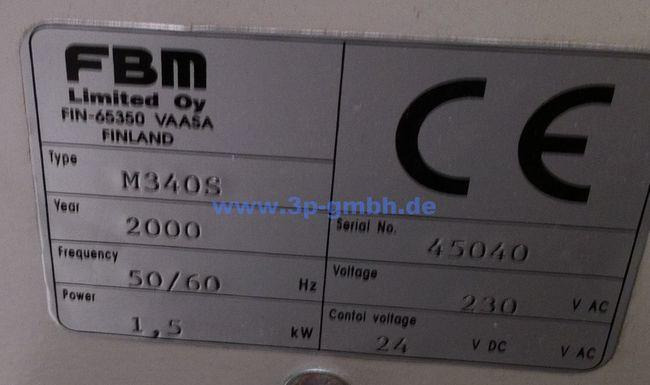 FBM
Limited Oy
FIN-65350 VAASA
FINLAND
CE
Type M340S
Year 2000
Serial No. 45040
Frequency 50/60 Hz
Voltage 230 V AC
Power 1,5 kW
Contol voltage 24 V DC V AC
www.3p-gmbh.de